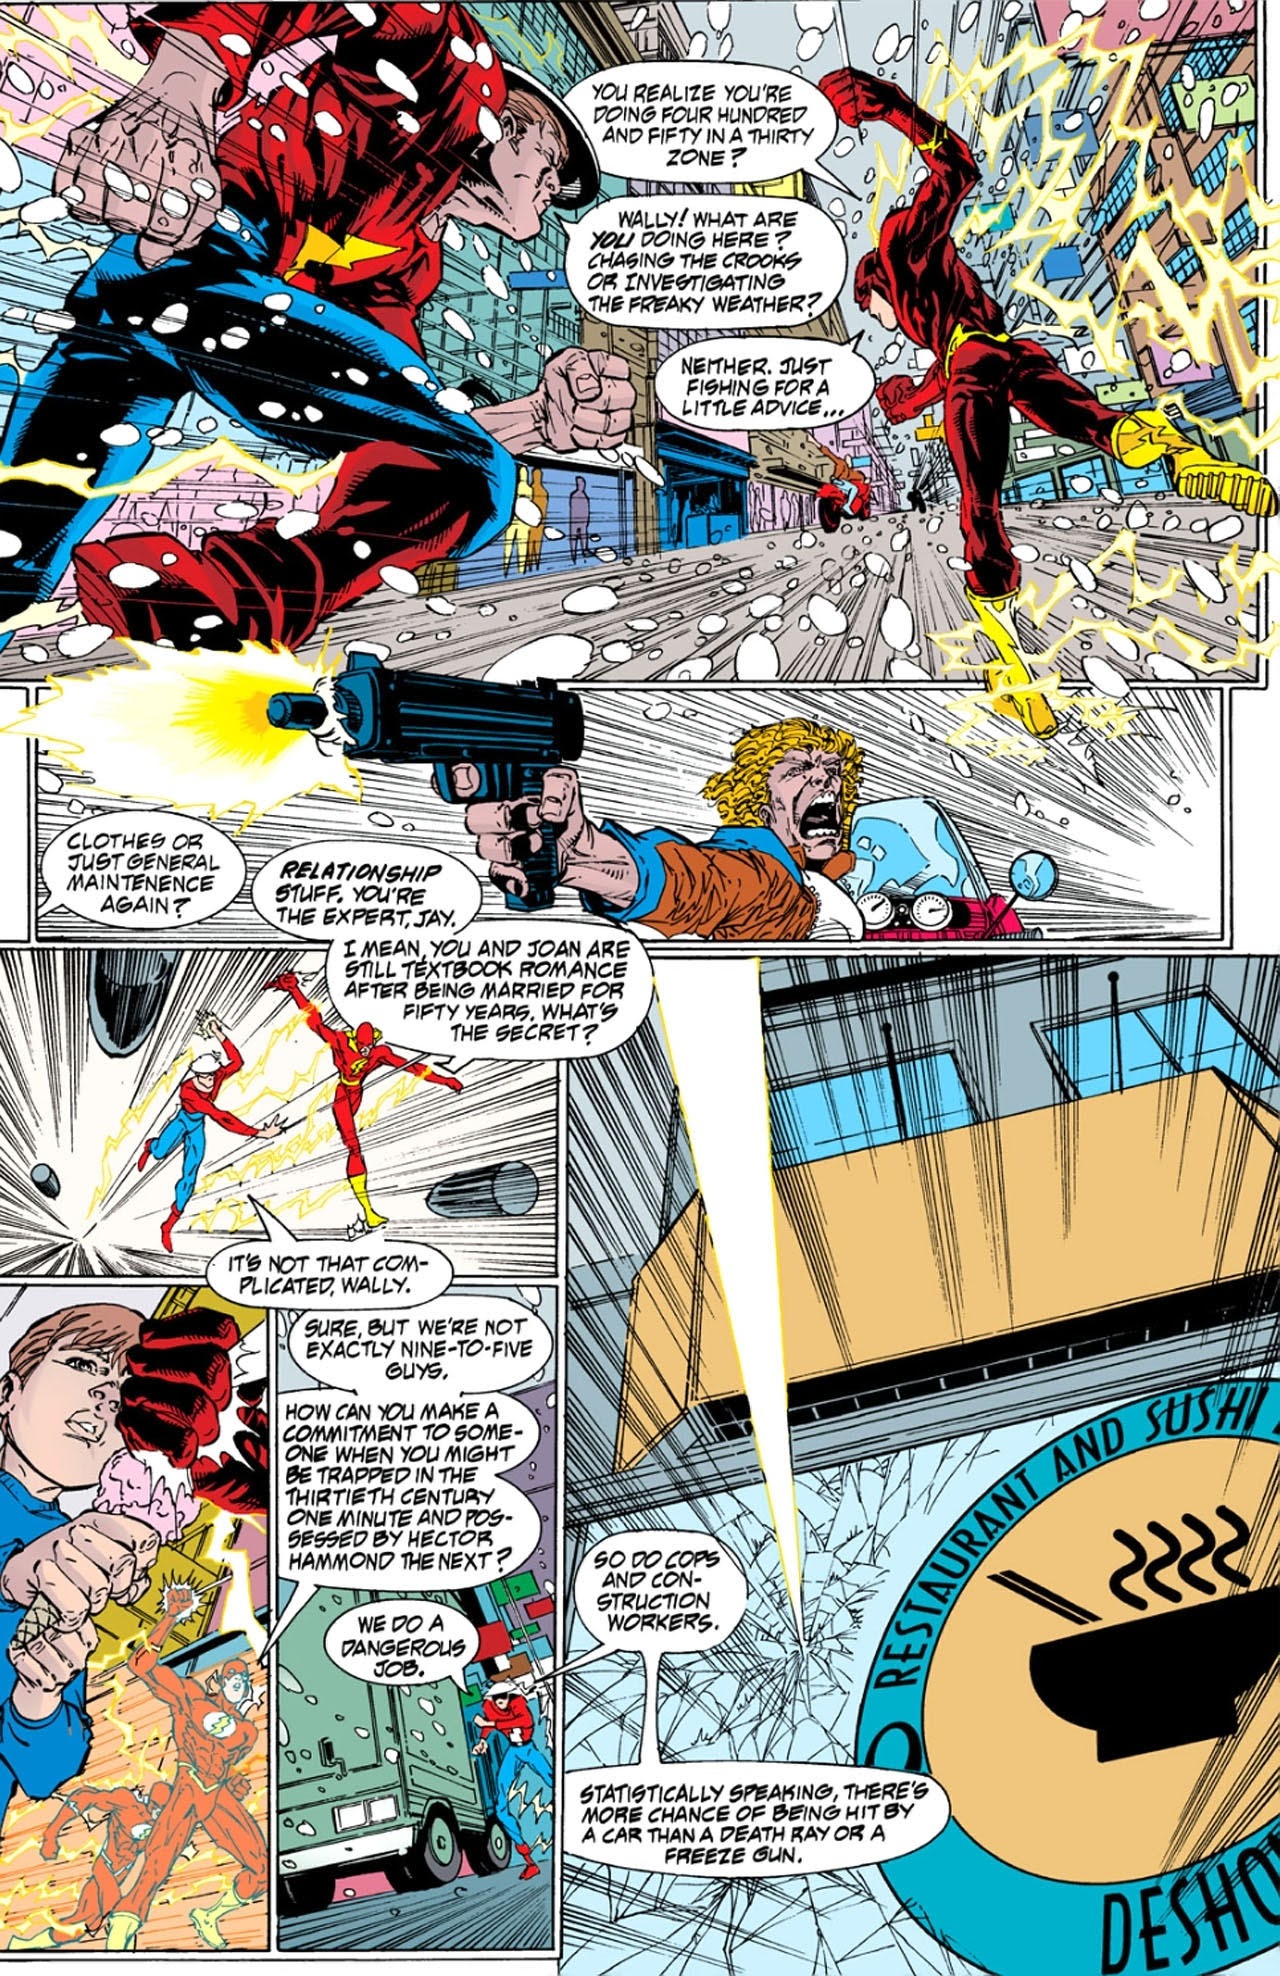 YOU REALIZE YOU'RE
DOING FOUR HUNDRED
AND FIFTY IN A THIRTY
ZONE?
WALLY! WHAT ARE
YOU DOING HERE?
CHASING THE CROOKS
OR INVESTIGATING
THE FREAKY WEATHER?
NEITHER. JUST
FISHING FOR A
LITTLE ADVICE...
CLOTHES OR
JUST GENERAL
MAINTENENCE
AGAIN?
RELATIONSHIP
STUFF. YOU'RE
THE EXPERT, JAY.
I MEAN, YOU AND JOAN ARE
STILL TEXTBOOK ROMANCE
AFTER BEING MARRIED FOR
FIFTY YEARS. WHAT'S
THE SECRET?
IT'S NOT THAT COM-
PLICATED, WALLY.
SURE, BUT WE'RE NOT
EXACTLY NINE-TO-FIVE
GUYS.
HOW CAN YOU MAKE A
COMMITMENT TO SOME-
ONE WHEN YOU MIGHT
BE TRAPPED IN THE
THIRTIETH CENTURY
ONE MINUTE AND POS-
SESSED BY HECTOR
HAMMOND THE NEXT?
WE DO A
DANGEROUS
JOB.
SO DO COPS
AND CON-
STRUCTION
WORKERS.
STATISTICALLY SPEAKING, THERE'S
MORE CHANCE OF BEING HIT BY
A CAR THAN A DEATH RAY OR A
FREEZE GUN.
RESTAURANT AND SUSHI
DESHO